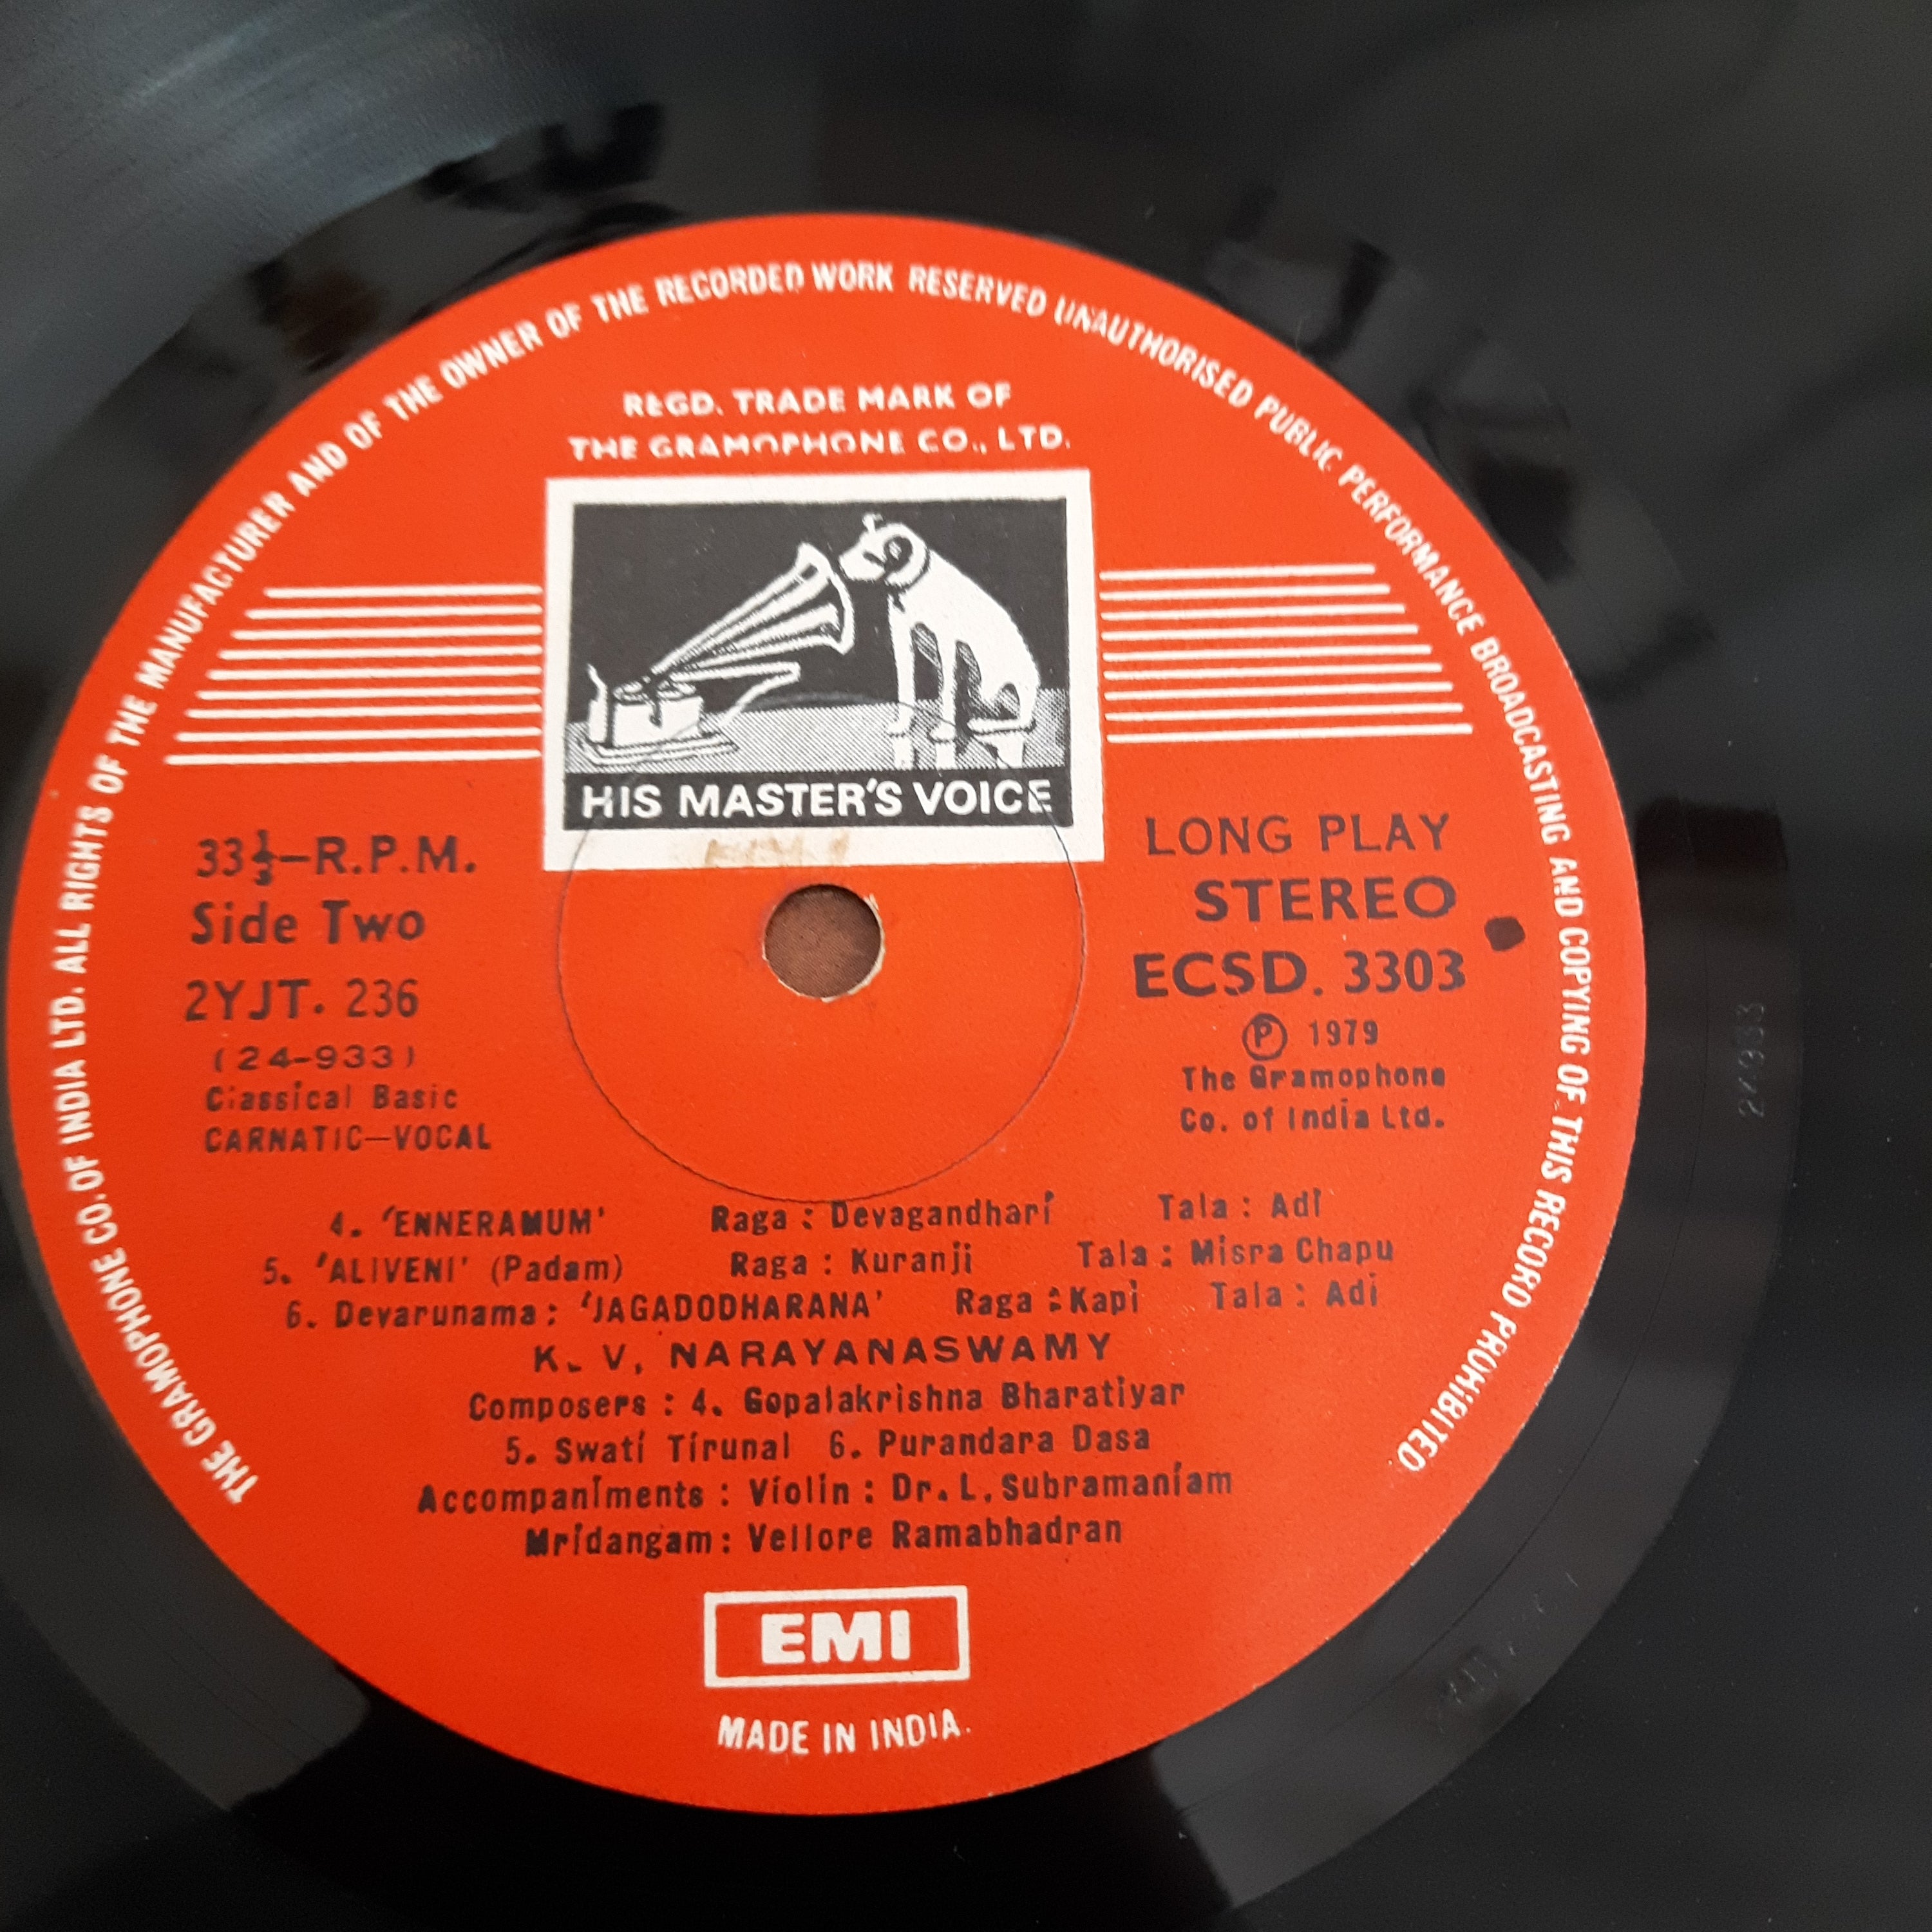 THE GRAMOPHONE CO. OF INDIA LTD. ALL RIGHTS OF THE MANUFACTURER AND OF THE OWNER OF THE RECORDED WORK RESERVED UNAUTHORISED PUBLIC PERFORMANCE BROADCASTING AND COPYING OF THIS RECORD PROHIBITED
REGD. TRADE MARK OF
THE GRAMOPHONE CO., LTD.
HIS MASTER'S VOICE
33⅓–R.P.M.
Side Two
2YJT. 236
(24-933)
Classical Basic
CARNATIC–VOCAL
LONG PLAY
STEREO
ECSD. 3303
Ⓟ 1979
The Gramophone
Co. of India Ltd.
4. 'ENNERAMUM' Raga : Devagandhari Tala : Adi
5. 'ALIVENI' (Padam) Raga : Kuranji Tala : Misra Chapu
6. Devarunama : 'JAGADODHARANA' Raga : Kapi Tala : Adi
K. V, NARAYANASWAMY
Composers : 4. Gopalakrishna Bharatiyar
5. Swati Tirunal 6. Purandara Dasa
Accompaniments : Violin : Dr. L. Subramaniam
Mridangam : Vellore Ramabhadran
EMI
MADE IN INDIA.
24933